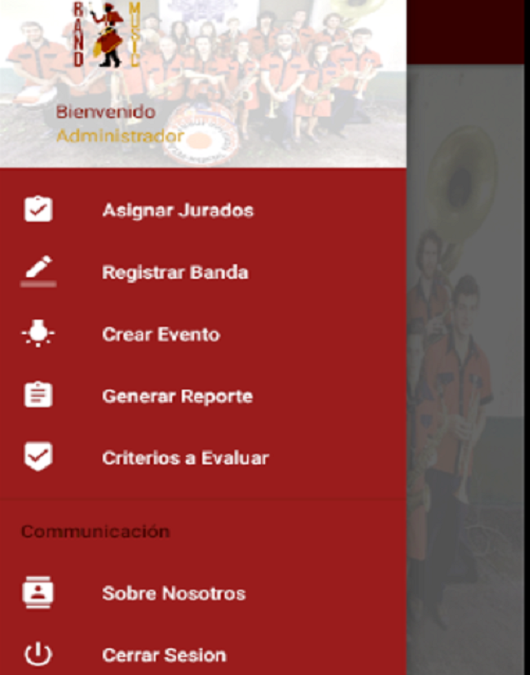 BAND MUSIC
Bienvenido
Administrador
Asignar Jurados
Registrar Banda
Crear Evento
Generar Reporte
Criterios a Evaluar
Communicación
Sobre Nosotros
Cerrar Sesion